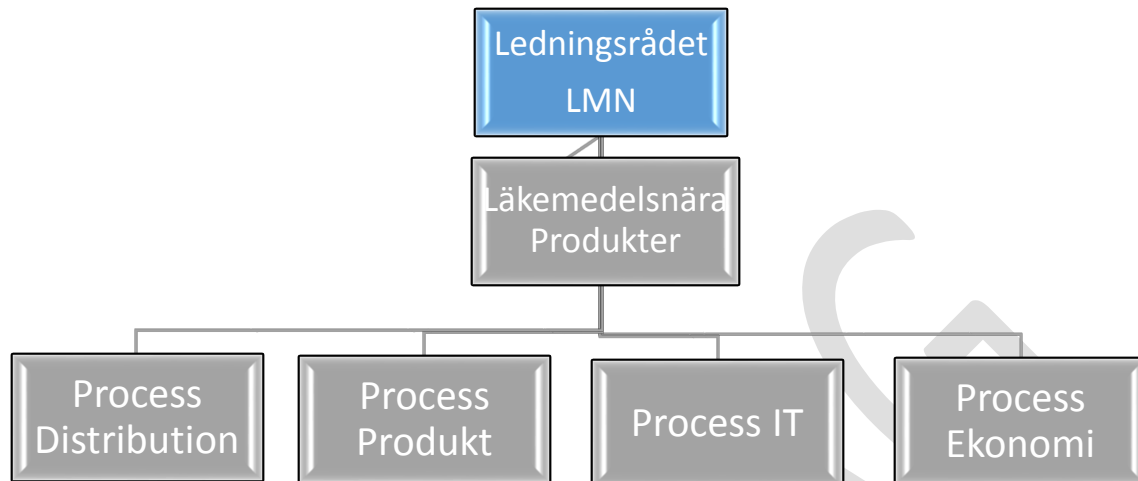 Ledningsrådet
LMN
Läkemedelsnära
Produkter
Process
Distribution
Process
Produkt
Process IT
Process
Ekonomi